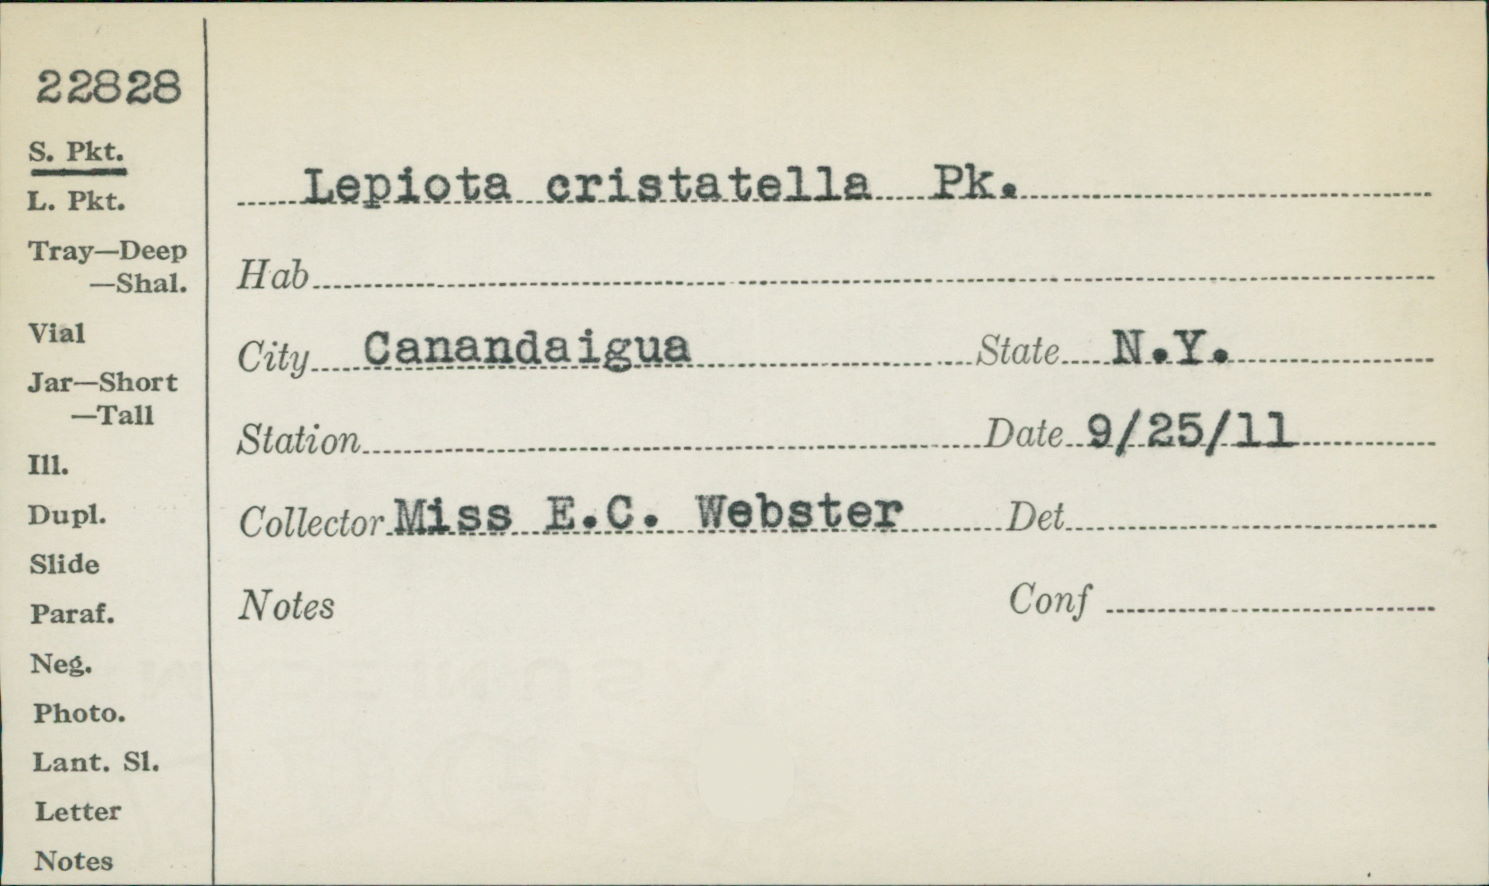 22828
S. Pkt.
L. Pkt.
Tray—Deep
—Shal.
Vial
Jar—Short
—Tall
Ill.
Dupl.
Slide
Paraf.
Neg.
Photo.
Lant. Sl.
Letter
Notes
Lepiota cristatella Pk.
Hab
City Canandaigua State N.Y.
Station Date 9/25/11
Collector Miss E.C. Webster Det
Notes Conf